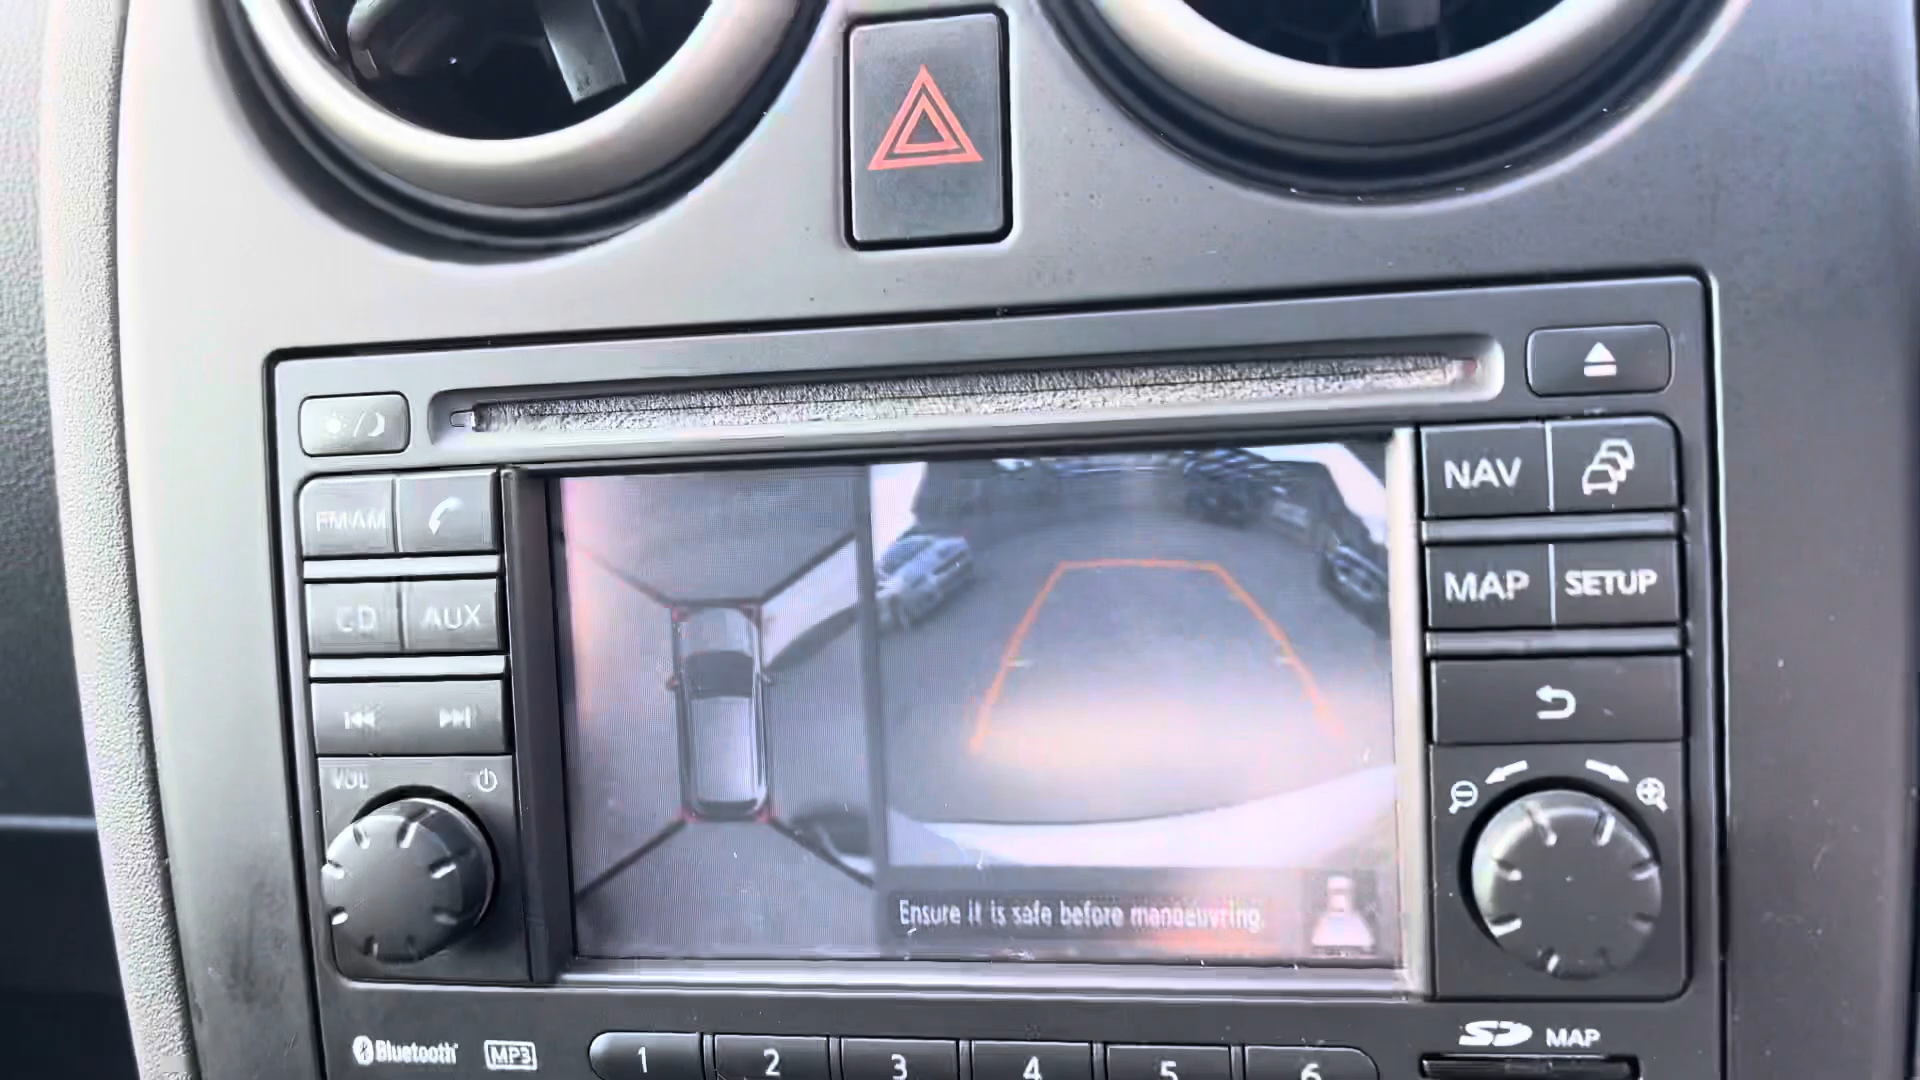 FM·AM
CD AUX
VOL
NAV
MAP SETUP
Ensure it is safe before manoeuvring.
Bluetooth MP3 1 2 3 4 5 6 SD MAP